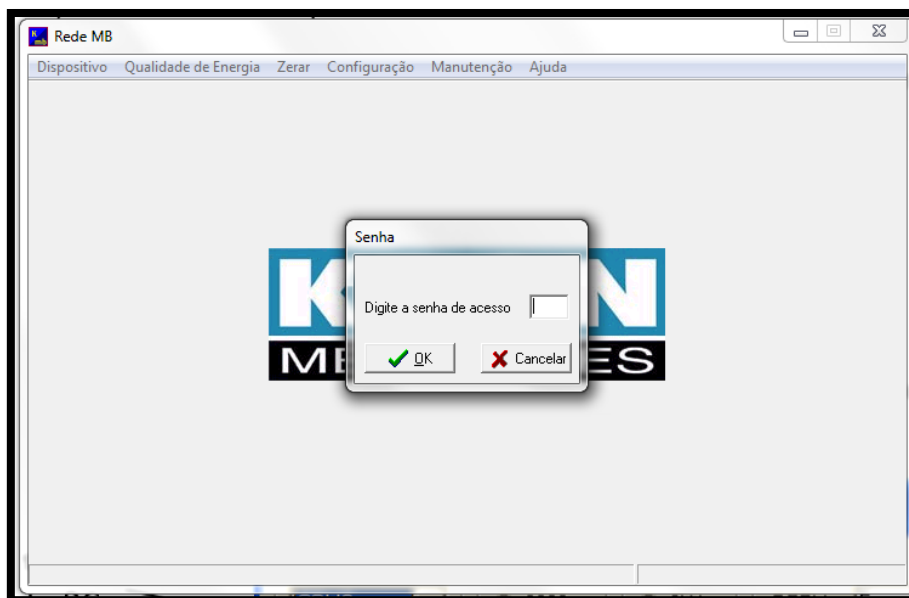 Rede MB
Dispositivo Qualidade de Energia Zerar Configuração Manutenção Ajuda
Senha
Digite a senha de acesso
OK Cancelar